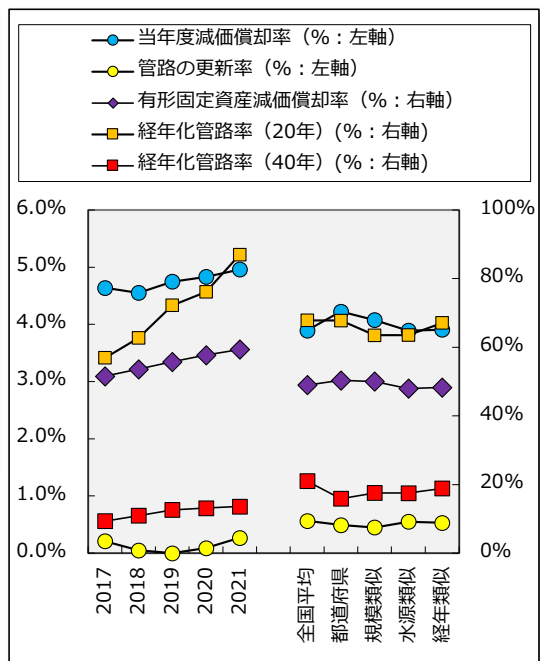 当年度減価償却率（%：左軸）
管路の更新率（%：左軸）
有形固定資産減価償却率（%：右軸）
経年化管路率（20年）(%：右軸)
経年化管路率（40年）(%：右軸)
6.0%
5.0%
4.0%
3.0%
2.0%
1.0%
0.0%
100%
80%
60%
40%
20%
0%
2017
2018
2019
2020
2021
全国平均
都道府県
規模類似
水源類似
経年類似